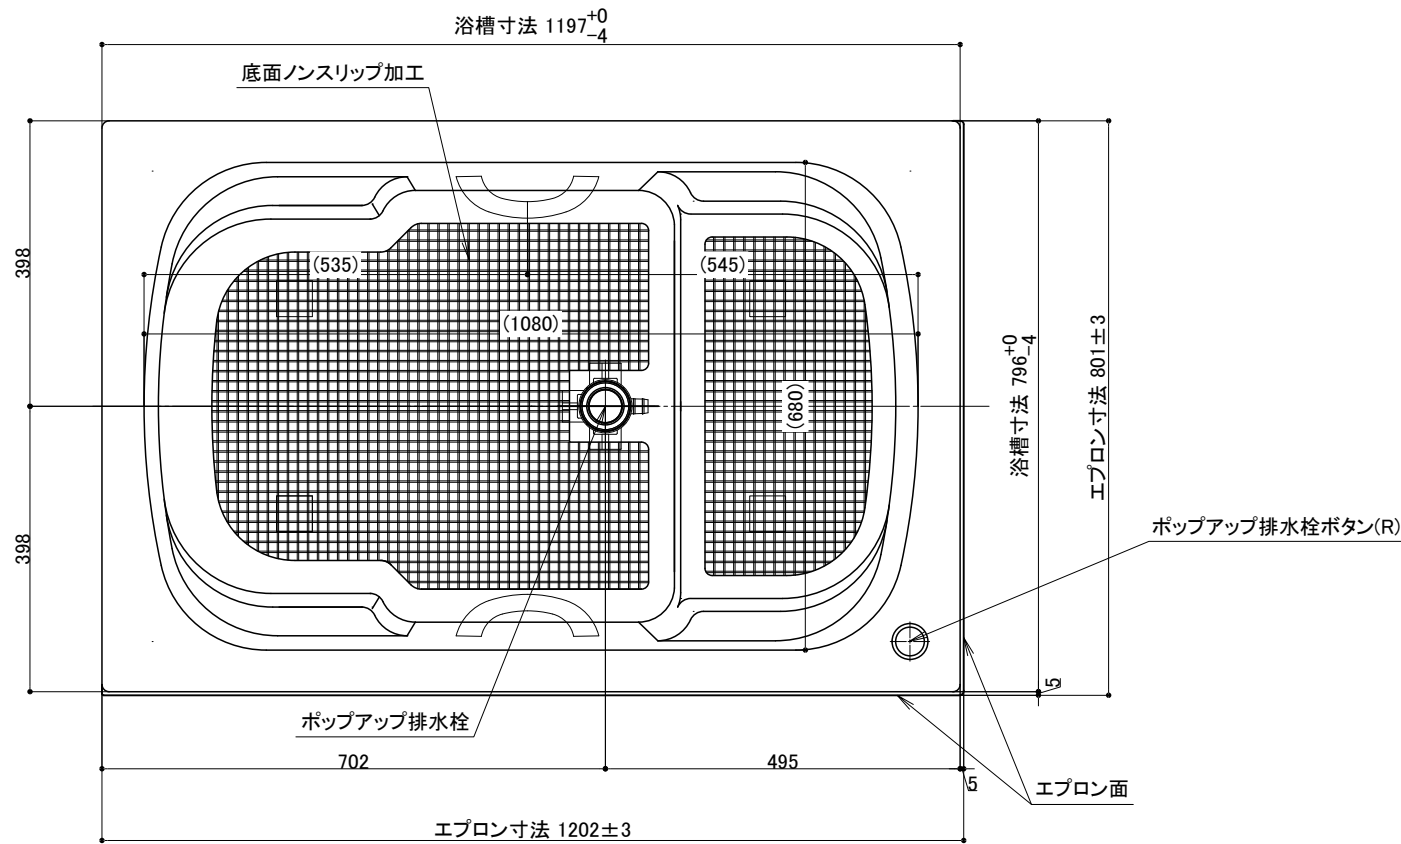 浴槽寸法 1197+0−4
底面ノンスリップ加工
398
(535)
(545)
(1080)
(680)
浴槽寸法 796+0−4
エプロン寸法 801±3
ポップアップ排水栓ボタン(R)
398
5
ポップアップ排水栓
702
495
5
エプロン面
エプロン寸法 1202±3